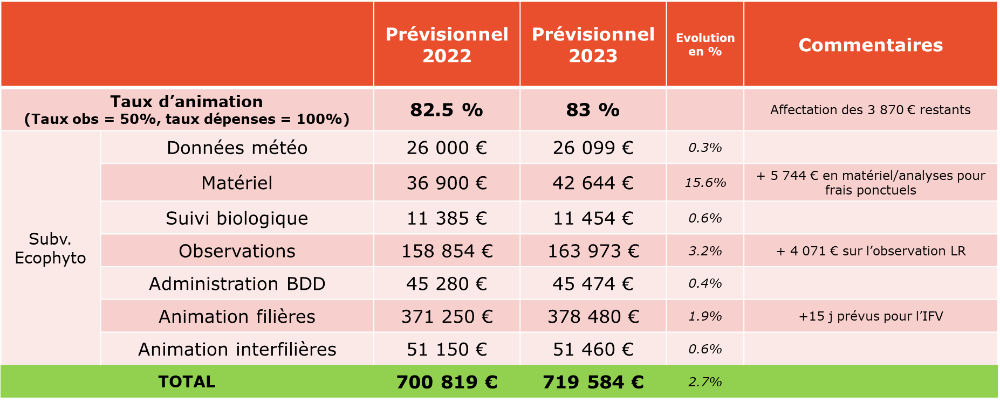 Prévisionnel 2022
Prévisionnel 2023
Evolution en %
Commentaires
Taux d’animation
(Taux obs = 50%, taux dépenses = 100%)
82.5 %
83 %
Affectation des 3 870 € restants
Subv. Ecophyto
Données météo
26 000 €
26 099 €
0.3%
Matériel
36 900 €
42 644 €
15.6%
+ 5 744 € en matériel/analyses pour
frais ponctuels
Suivi biologique
11 385 €
11 454 €
0.6%
Observations
158 854 €
163 973 €
3.2%
+ 4 071 € sur l’observation LR
Administration BDD
45 280 €
45 474 €
0.4%
Animation filières
371 250 €
378 480 €
1.9%
+15 j prévus pour l’IFV
Animation interfilières
51 150 €
51 460 €
0.6%
TOTAL
700 819 €
719 584 €
2.7%